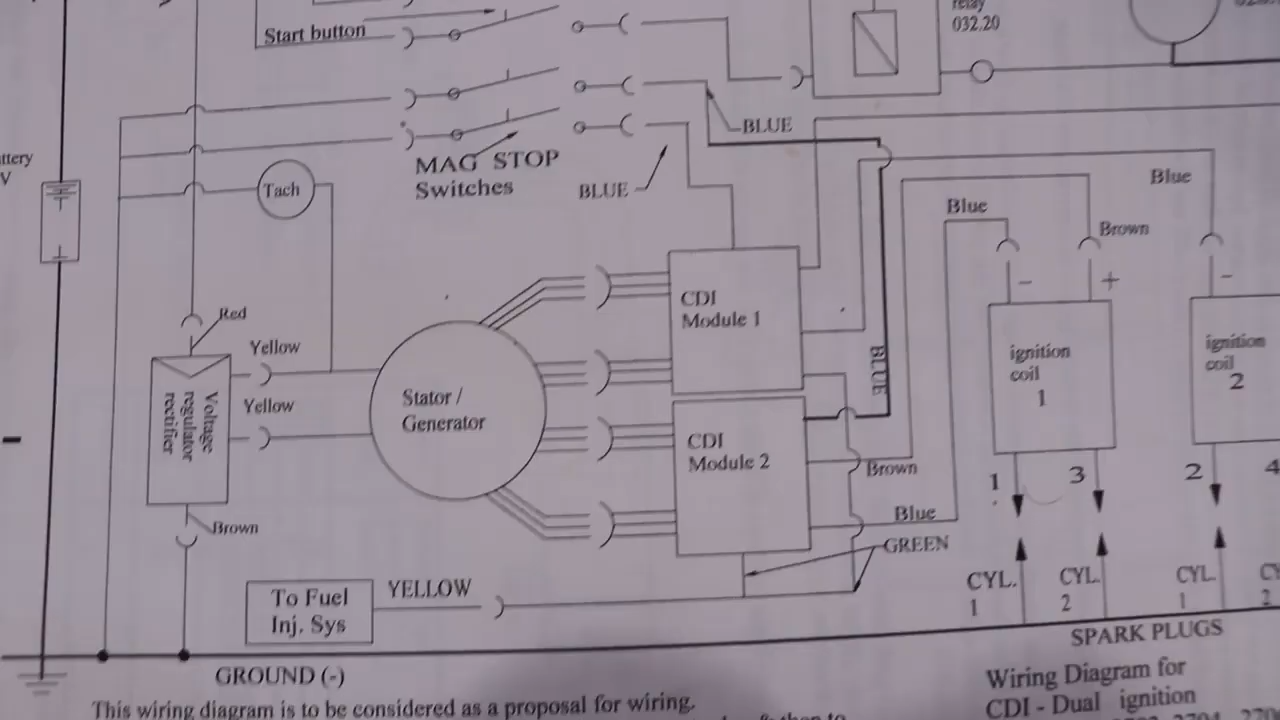 relay
032.20
Start button
BLUE
MAG STOP
Switches
BLUE
Tach
Blue
Blue
Brown
Red
Yellow
Yellow
Voltage
regulator
rectifier
Stator /
Generator
CDI
Module 1
BLUE
CDI
Module 2
ignition
coil
1
ignition
coil
2
- +
-
Brown
Blue
GREEN
Brown
1 3 2 4
To Fuel
Inj. Sys
YELLOW
CYL.
1
CYL.
2
CYL.
1
2
SPARK PLUGS
GROUND (-)
Wiring Diagram for
CDI - Dual ignition
This wiring diagram is to be considered as a proposal for wiring.